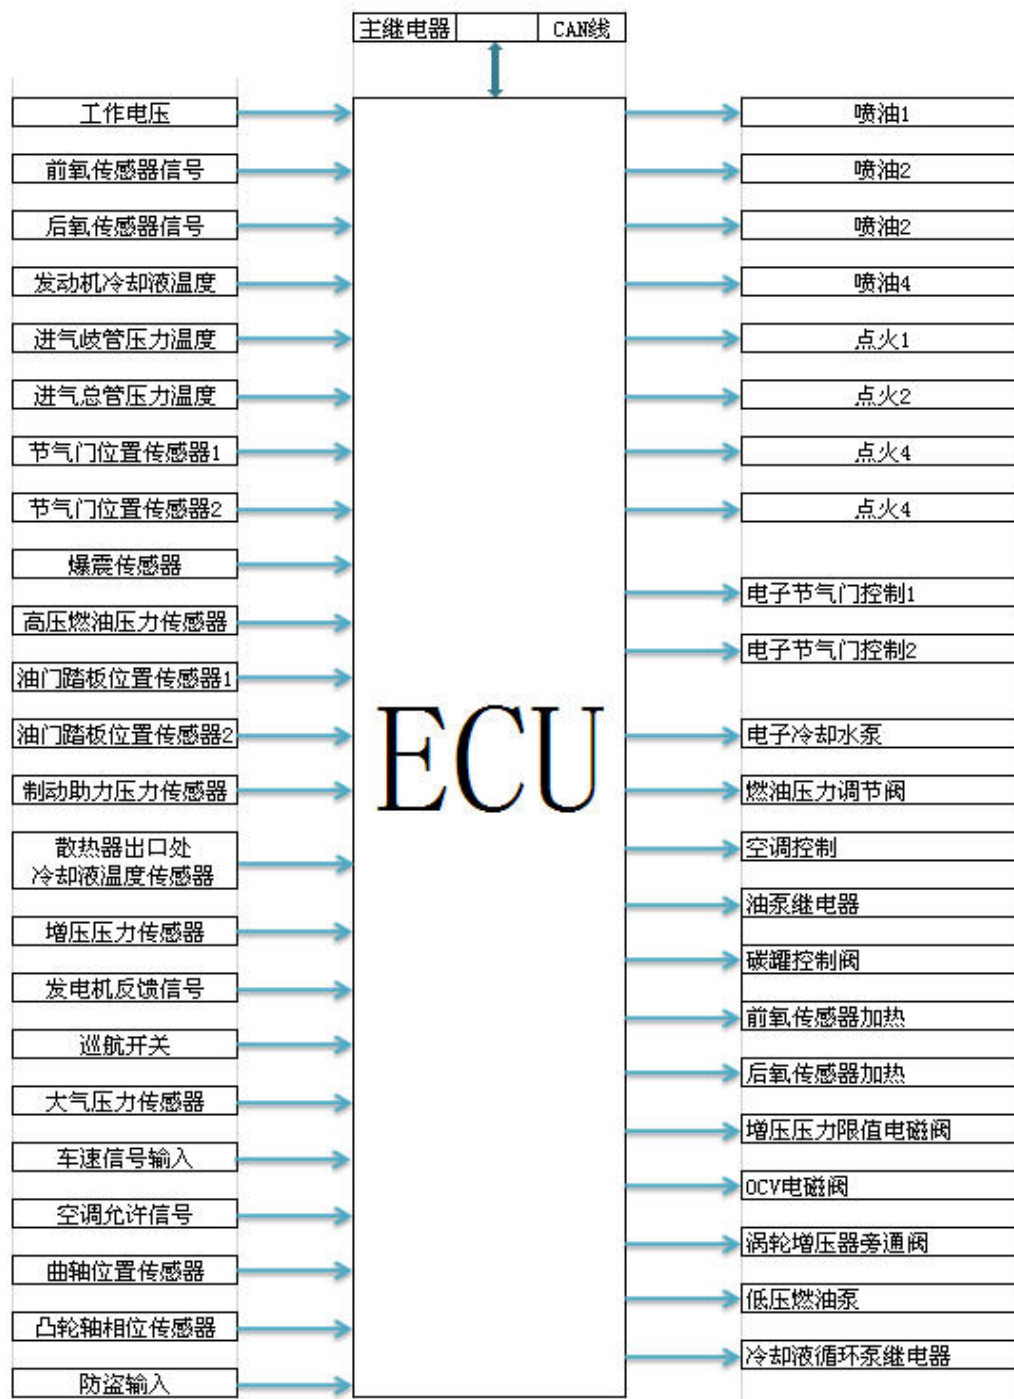 主继电器 CAN线
工作电压
前氧传感器信号
后氧传感器信号
发动机冷却液温度
进气歧管压力温度
进气总管压力温度
节气门位置传感器1
节气门位置传感器2
爆震传感器
高压燃油压力传感器
油门踏板位置传感器1
油门踏板位置传感器2
制动助力压力传感器
散热器出口处
冷却液温度传感器
增压压力传感器
发电机反馈信号
巡航开关
大气压力传感器
车速信号输入
空调允许信号
曲轴位置传感器
凸轮轴相位传感器
防盗输入
ECU
喷油1
喷油2
喷油2
喷油4
点火1
点火2
点火4
点火4
电子节气门控制1
电子节气门控制2
电子冷却水泵
燃油压力调节阀
空调控制
油泵继电器
碳罐控制阀
前氧传感器加热
后氧传感器加热
增压压力限值电磁阀
OCV电磁阀
涡轮增压器旁通阀
低压燃油泵
冷却液循环泵继电器